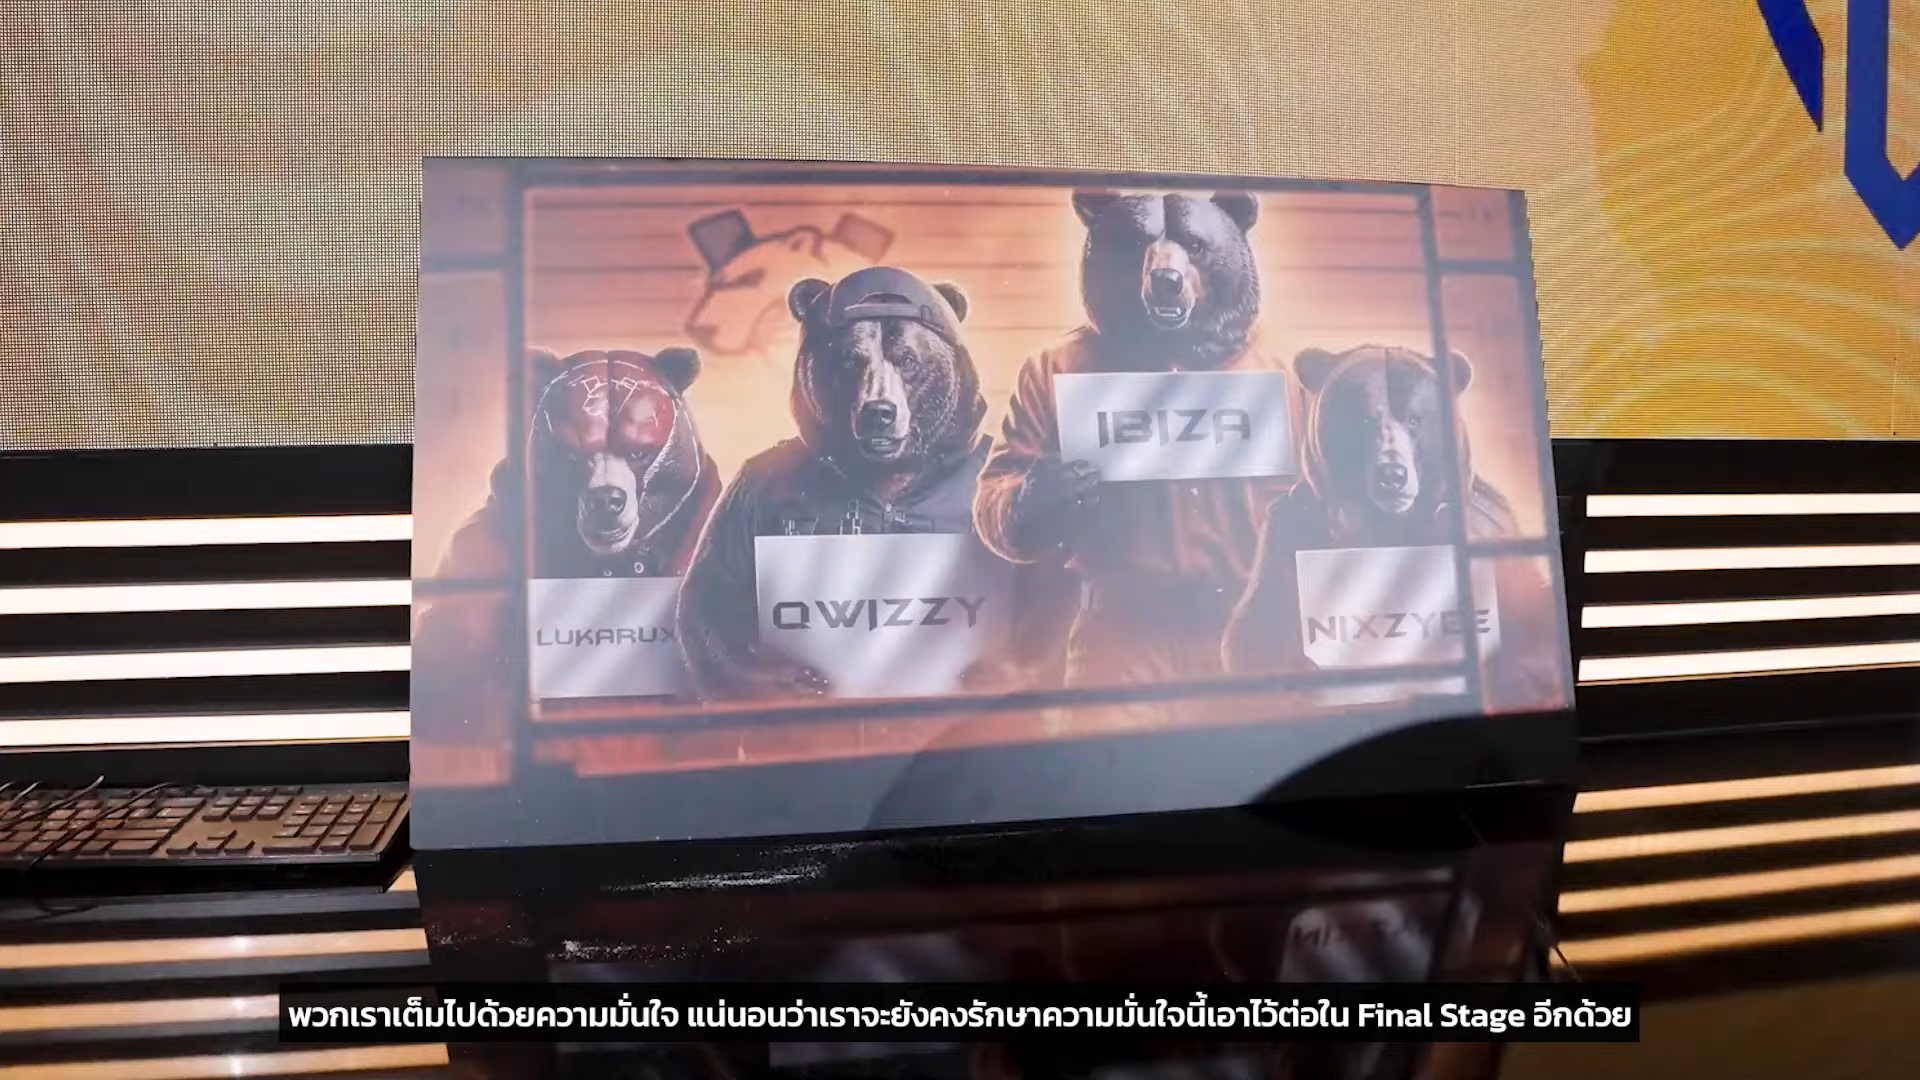 IBIZA
QWIZZY
LUKARUX
NIXZYEE
พวกเราเต็มไปด้วยความมั่นใจ แน่นอนว่าเราจะยังคงรักษาความมั่นใจนี้เอาไว้ต่อใน Final Stage อีกด้วย